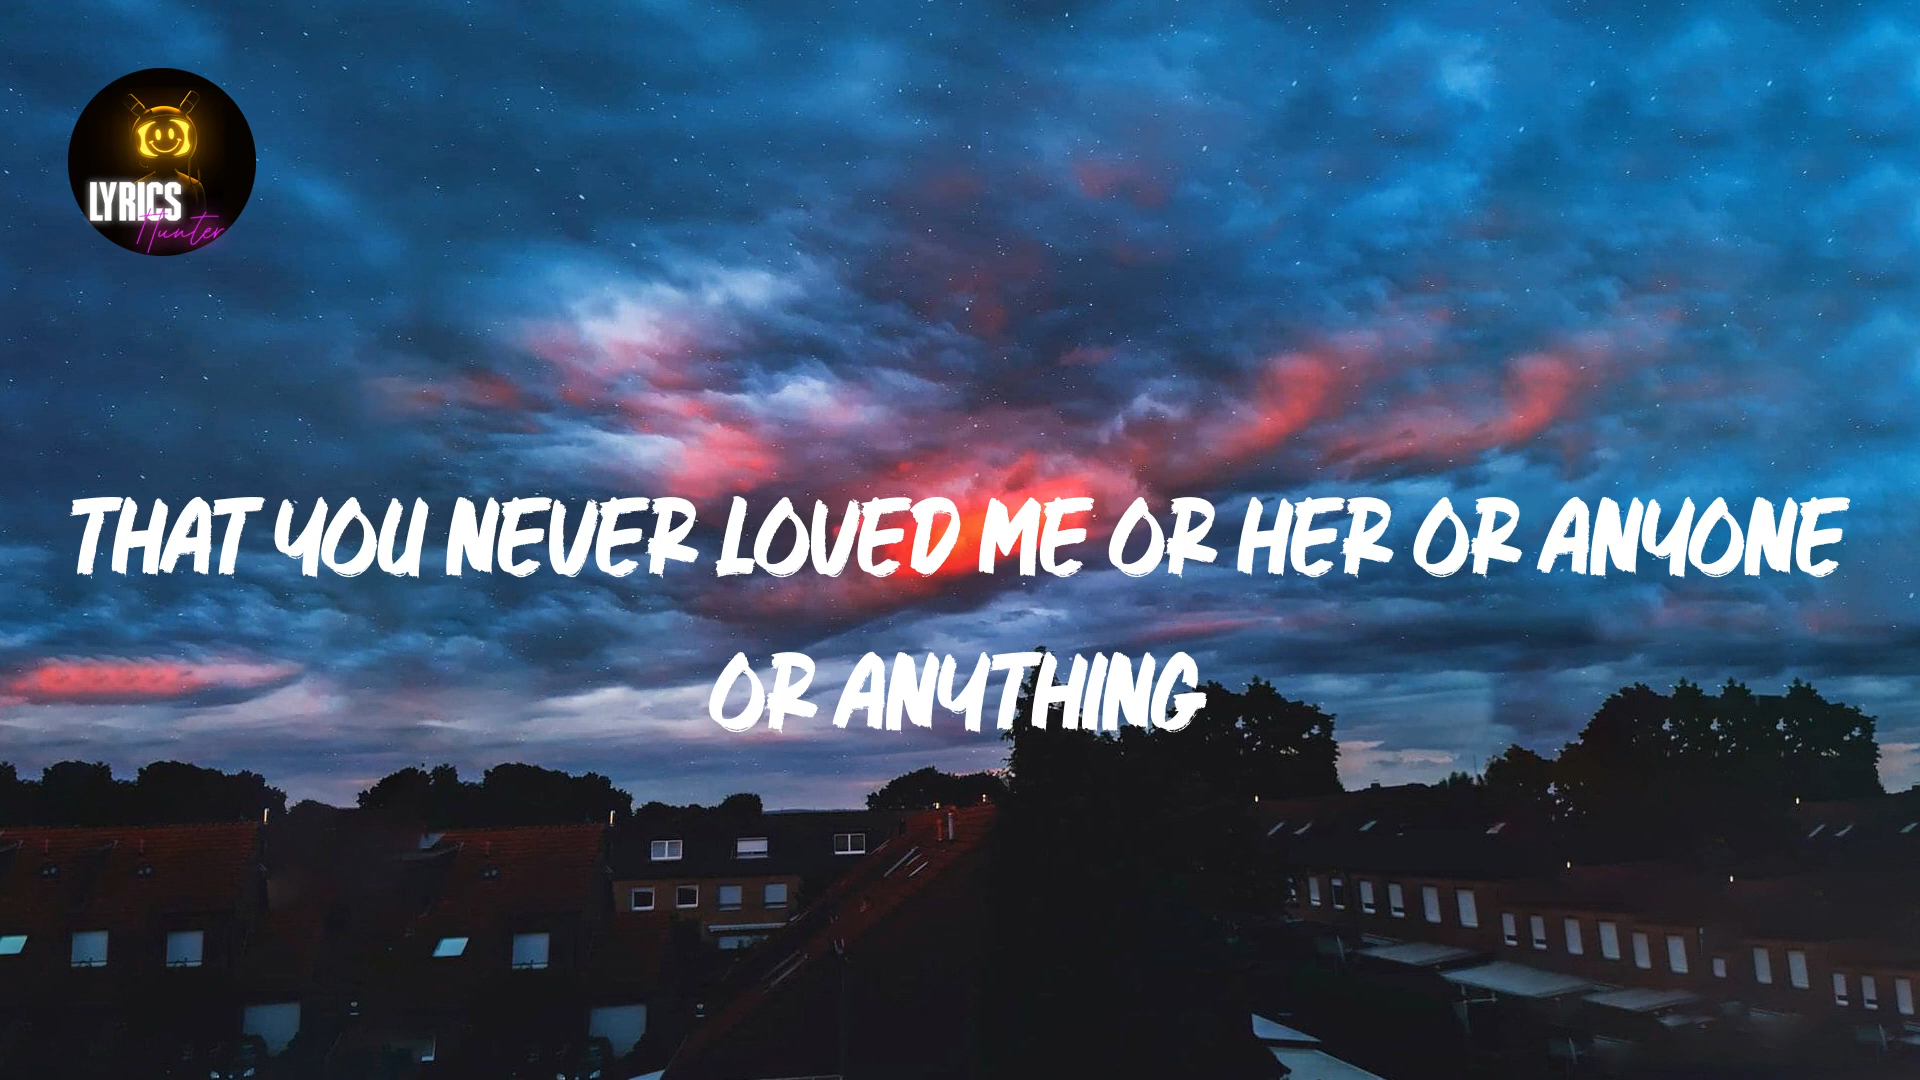 LYRICS
Hunter
THAT YOU NEVER LOVED ME OR HER OR ANYONE
OR ANYTHING